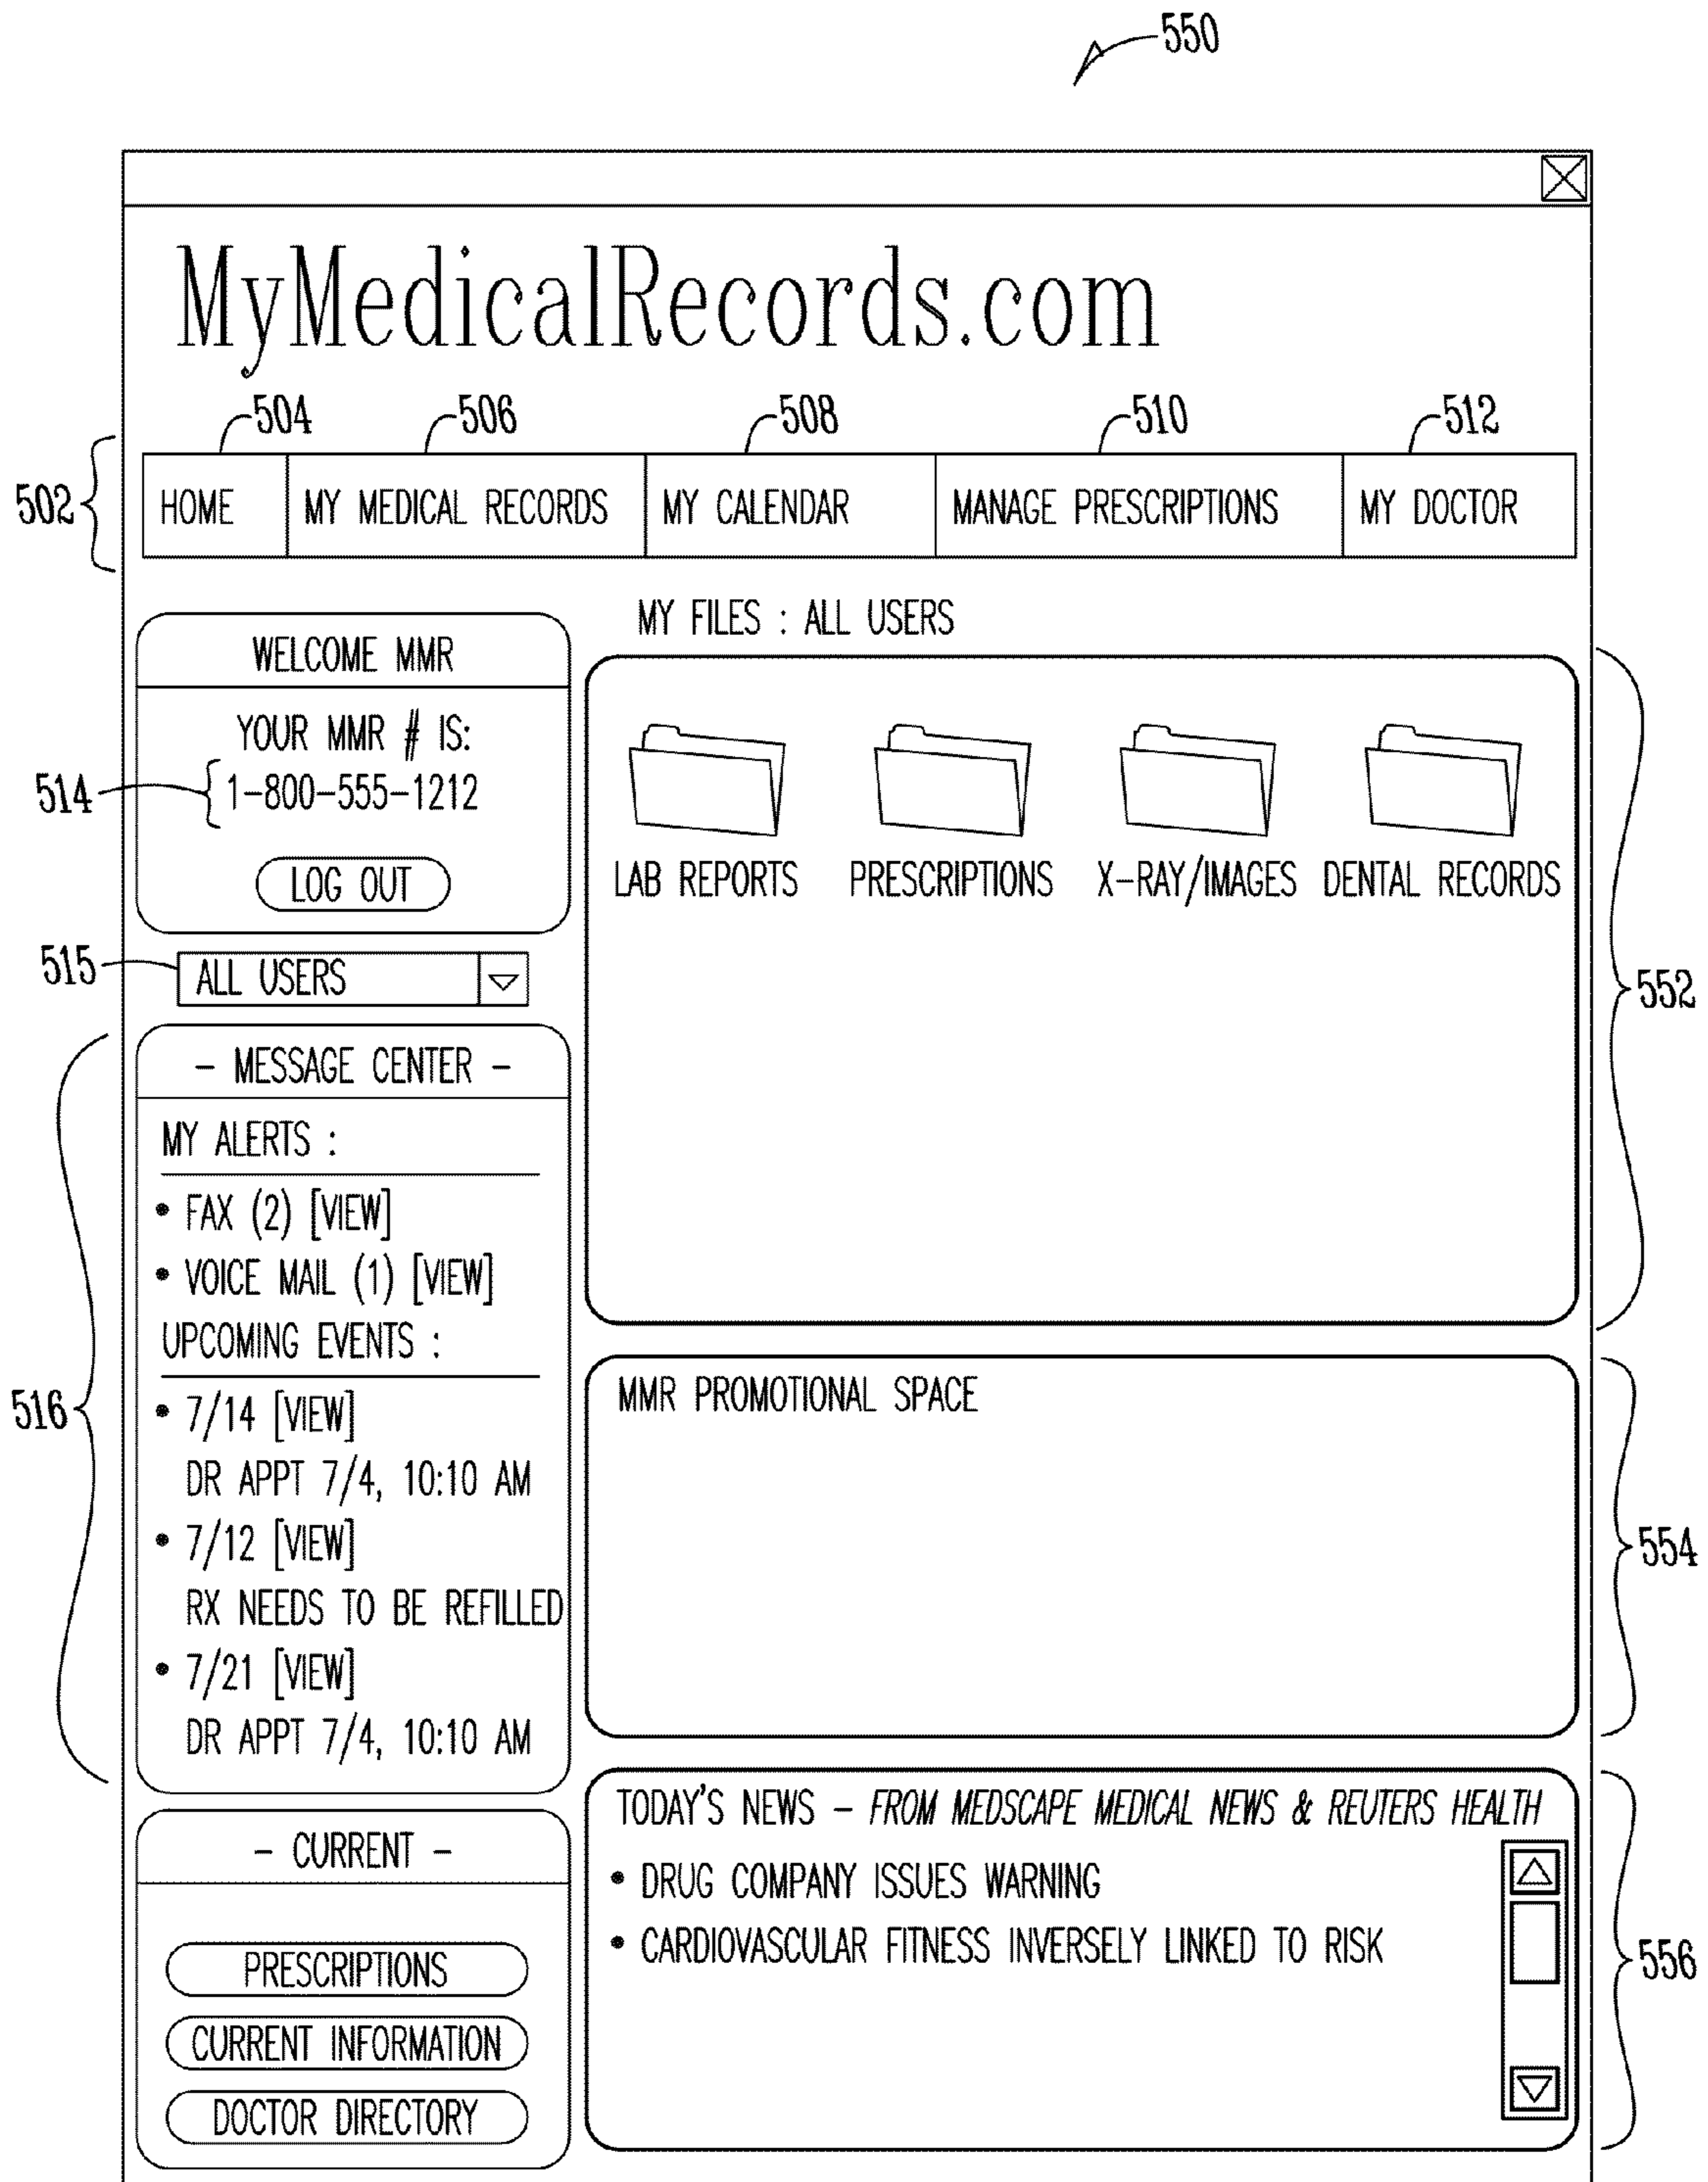 550
MyMedicalRecords.com
504 506 508 510 512
502
HOME MY MEDICAL RECORDS MY CALENDAR MANAGE PRESCRIPTIONS MY DOCTOR
WELCOME MMR
YOUR MMR # IS:
514
1-800-555-1212
LOG OUT
515
ALL USERS
516
- MESSAGE CENTER -
MY ALERTS :
• FAX (2) [VIEW]
• VOICE MAIL (1) [VIEW]
UPCOMING EVENTS :
• 7/14 [VIEW]
DR APPT 7/4, 10:10 AM
• 7/12 [VIEW]
RX NEEDS TO BE REFILLED
• 7/21 [VIEW]
DR APPT 7/4, 10:10 AM
- CURRENT -
PRESCRIPTIONS
CURRENT INFORMATION
DOCTOR DIRECTORY
MY FILES : ALL USERS
LAB REPORTS PRESCRIPTIONS X-RAY/IMAGES DENTAL RECORDS
552
MMR PROMOTIONAL SPACE
554
TODAY'S NEWS - FROM MEDSCAPE MEDICAL NEWS & REUTERS HEALTH
• DRUG COMPANY ISSUES WARNING
• CARDIOVASCULAR FITNESS INVERSELY LINKED TO RISK
556